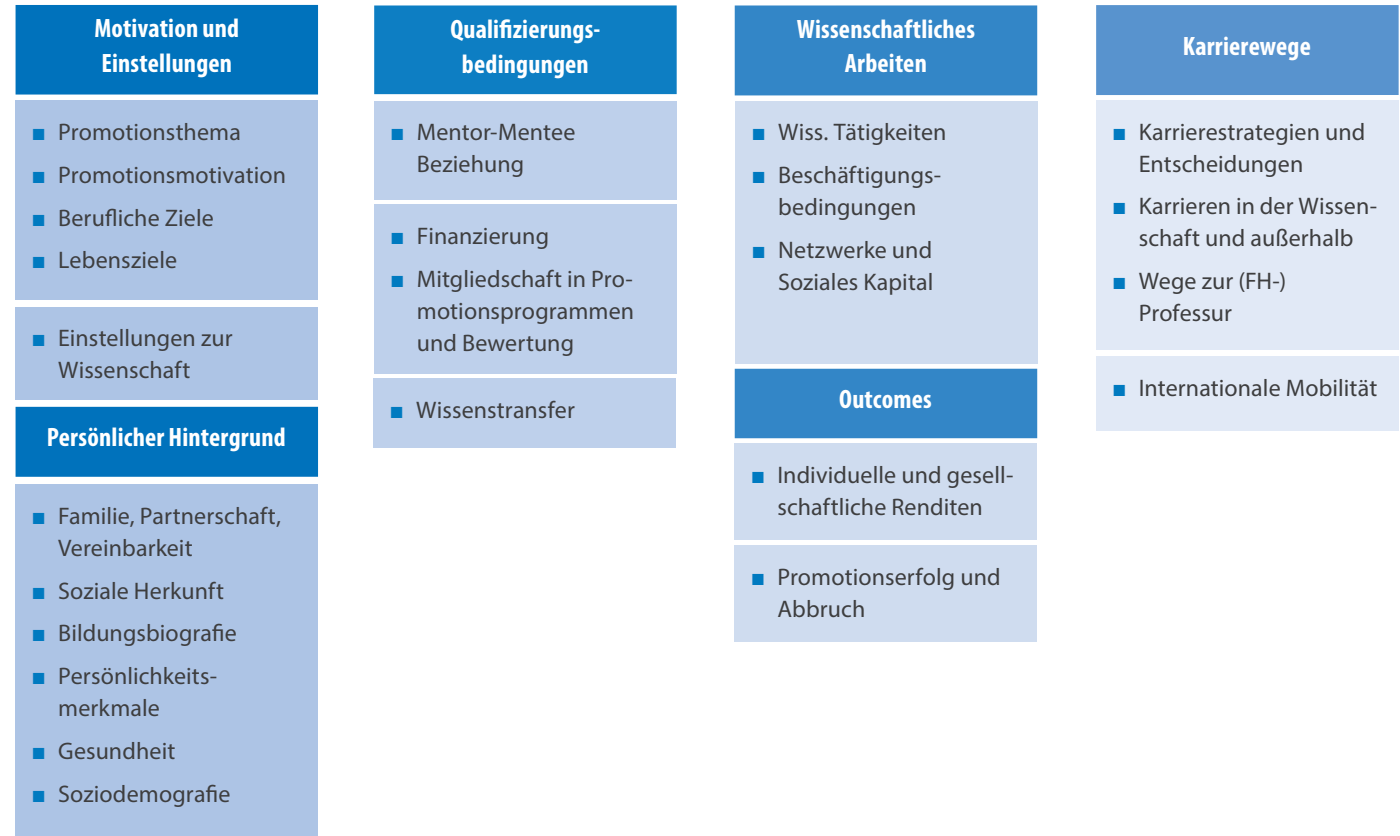 Motivation und
Einstellungen
■ Promotionsthema
■ Promotionsmotivation
■ Berufliche Ziele
■ Lebensziele
■ Einstellungen zur
Wissenschaft
Persönlicher Hintergrund
■ Familie, Partnerschaft,
Vereinbarkeit
■ Soziale Herkunft
■ Bildungsbiografie
■ Persönlichkeits-
merkmale
■ Gesundheit
■ Soziodemografie
Qualifizierungs-
bedingungen
■ Mentor-Mentee
Beziehung
■ Finanzierung
■ Mitgliedschaft in Pro-
motionsprogrammen
und Bewertung
■ Wissenstransfer
Wissenschaftliches
Arbeiten
■ Wiss. Tätigkeiten
■ Beschäftigungs-
bedingungen
■ Netzwerke und
Soziales Kapital
Outcomes
■ Individuelle und gesell-
schaftliche Renditen
■ Promotionserfolg und
Abbruch
Karrierewege
■ Karrierestrategien und
Entscheidungen
■ Karrieren in der Wissen-
schaft und außerhalb
■ Wege zur (FH-)
Professur
■ Internationale Mobilität